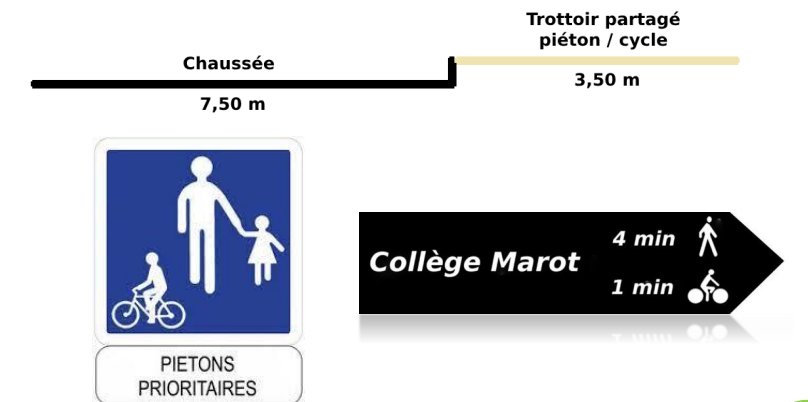 Trottoir partagé
piéton / cycle
Chaussée
3,50 m
7,50 m
PIETONS
PRIORITAIRES
Collège Marot
4 min
1 min